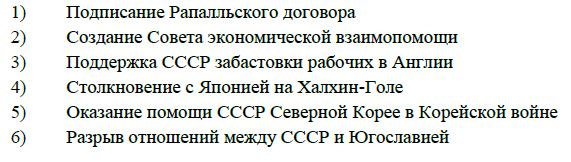 1) Подписание Рапалльского договора
2) Создание Совета экономической взаимопомощи
3) Поддержка СССР забастовки рабочих в Англии
4) Столкновение с Японией на Халхин-Голе
5) Оказание помощи СССР Северной Корее в Корейской войне
6) Разрыв отношений между СССР и Югославией